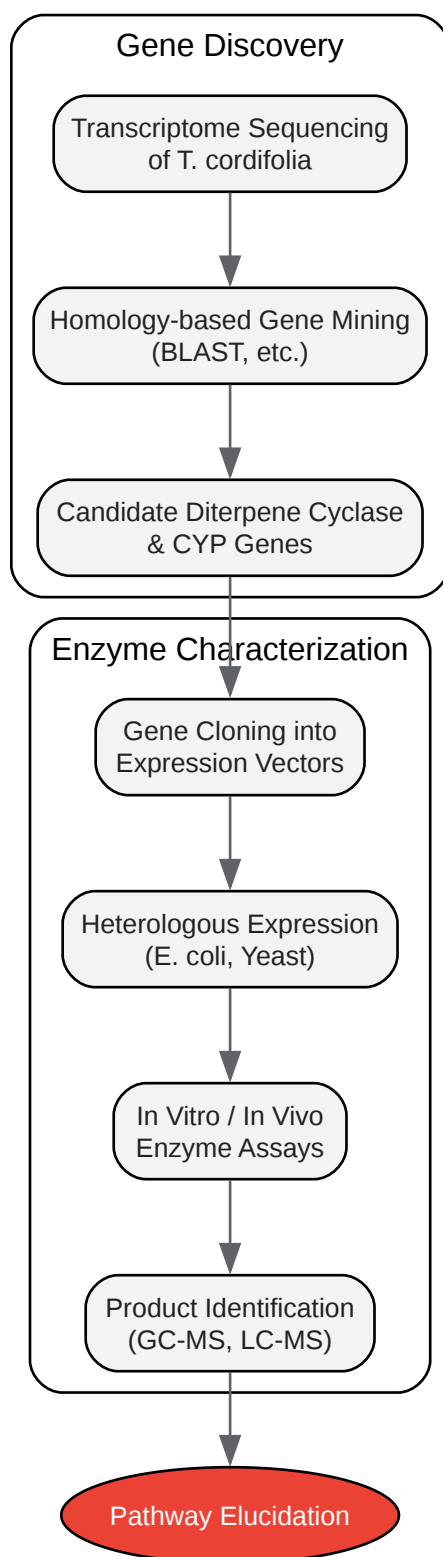 Gene Discovery
Transcriptome Sequencing
of T. cordifolia
Homology-based Gene Mining
(BLAST, etc.)
Candidate Diterpene Cyclase
& CYP Genes
Enzyme Characterization
Gene Cloning into
Expression Vectors
Heterologous Expression
(E. coli, Yeast)
In Vitro / In Vivo
Enzyme Assays
Product Identification
(GC-MS, LC-MS)
Pathway Elucidation